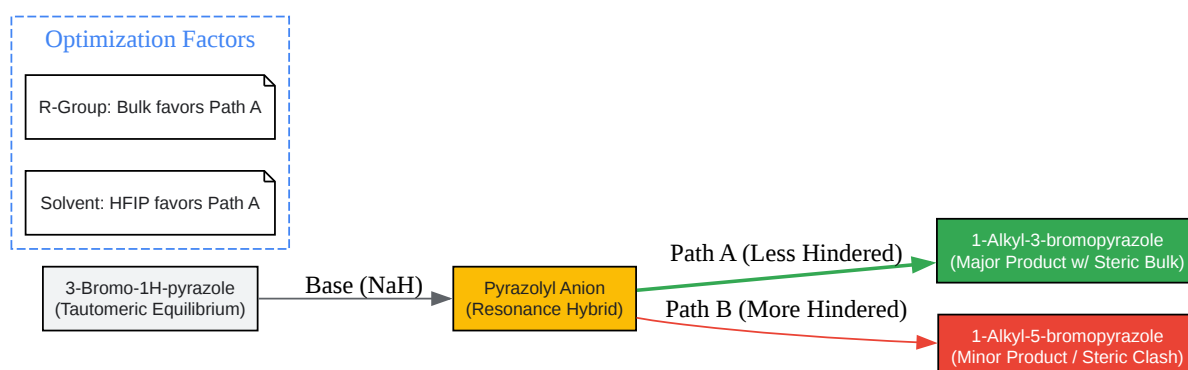 Optimization Factors
R-Group: Bulk favors Path A
Solvent: HFIP favors Path A
3-Bromo-1H-pyrazole
(Tautomeric Equilibrium)
Base (NaH)
Pyrazolyl Anion
(Resonance Hybrid)
Path A (Less Hindered)
Path B (More Hindered)
1-Alkyl-3-bromopyrazole
(Major Product w/ Steric Bulk)
1-Alkyl-5-bromopyrazole
(Minor Product / Steric Clash)